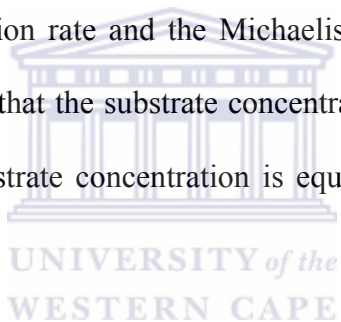 ion rate and the Michaelis
that the substrate concentra
strate concentration is equ
UNIVERSITY of the
WESTERN CAPE